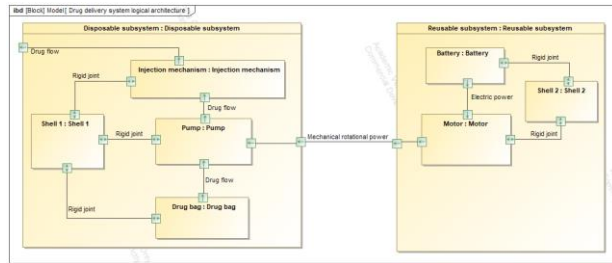 ibd [Block] Model[ Drug delivery system logical architecture ]
Disposable subsystem : Disposable subsystem
Reusable subsystem : Reusable subsystem
Drug flow
Injection mechanism : Injection mechanism
Rigid joint
Drug flow
Shell 1 : Shell 1
Rigid joint
Pump : Pump
Mechanical rotational power
Drug flow
Rigid joint
Drug bag : Drug bag
Battery : Battery
Rigid joint
Shell 2 : Shell 2
Electric power
Motor : Motor
Rigid joint